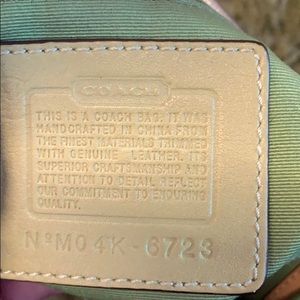 COACH
THIS IS A COACH BAG. IT WAS
HANDCRAFTED IN CHINA FROM
THE FINEST MATERIALS TRIMMED
WITH GENUINE LEATHER. ITS
SUPERIOR CRAFTSMANSHIP AND
ATTENTION TO DETAIL REFLECT
OUR COMMITMENT TO ENDURING
QUALITY.
NºM04K-6723